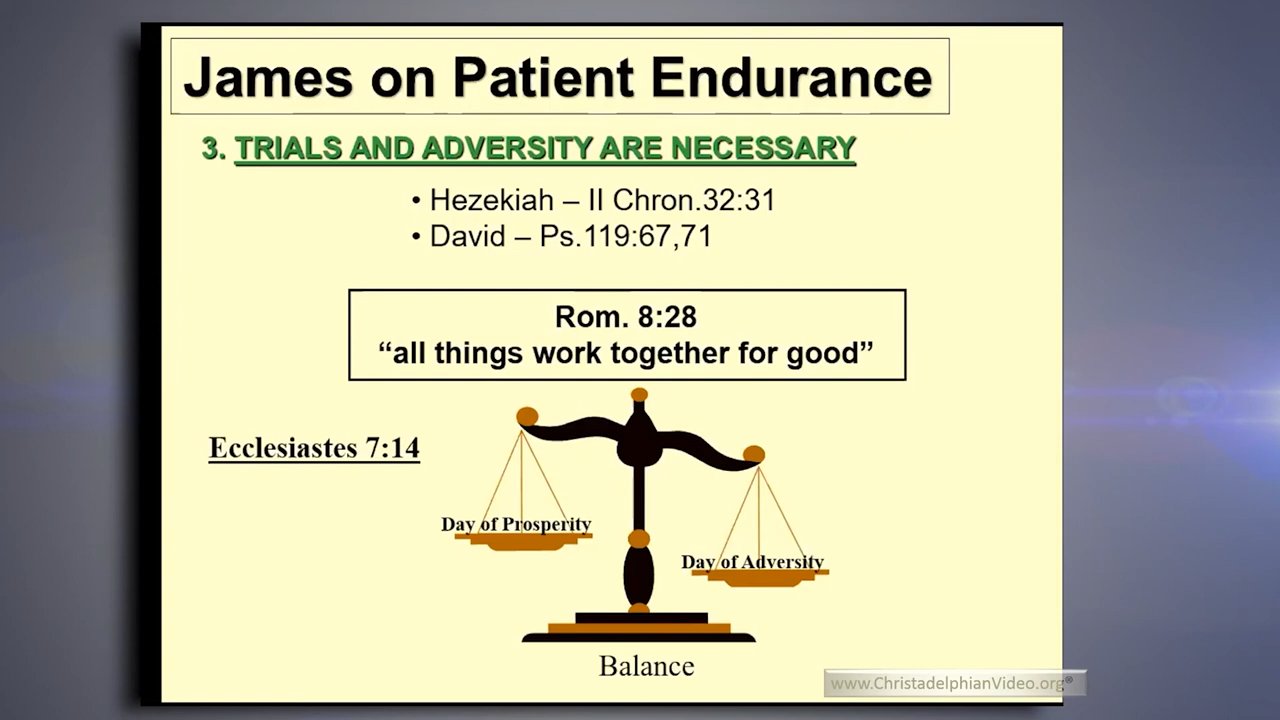 James on Patient Endurance
3. TRIALS AND ADVERSITY ARE NECESSARY
• Hezekiah – II Chron.32:31
• David – Ps.119:67,71
Rom. 8:28
“all things work together for good”
Ecclesiastes 7:14
Day of Prosperity
Day of Adversity
Balance
www.ChristadelphianVideo.org®